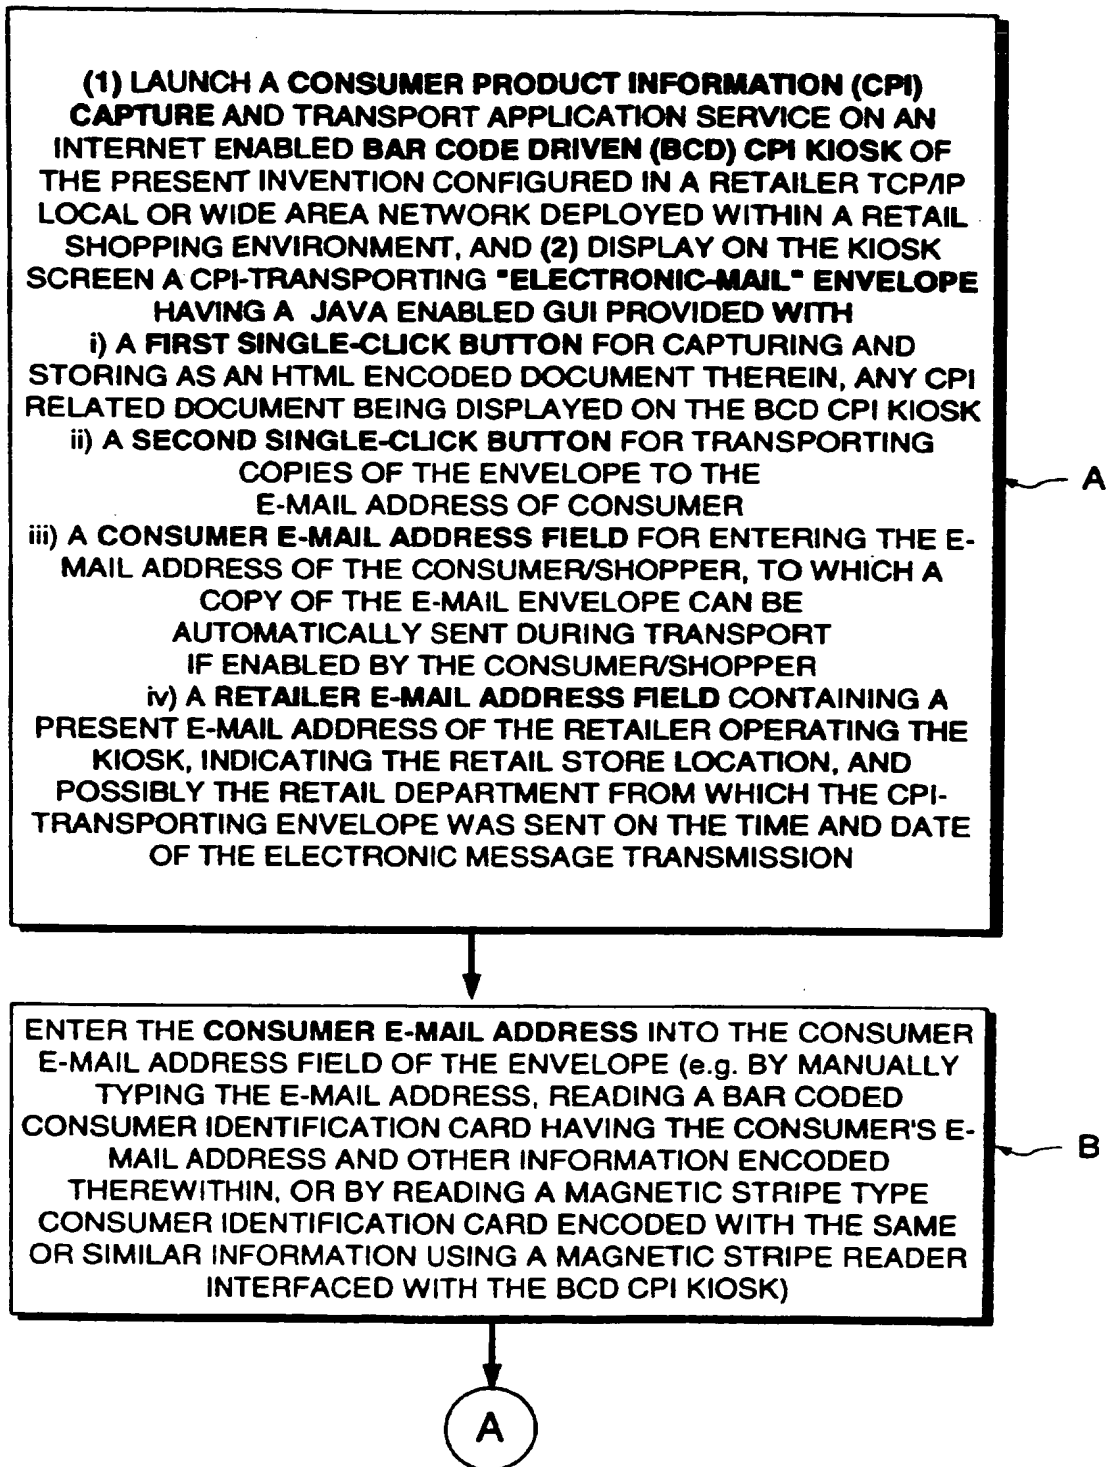 (1) LAUNCH A CONSUMER PRODUCT INFORMATION (CPI)
CAPTURE AND TRANSPORT APPLICATION SERVICE ON AN
INTERNET ENABLED BAR CODE DRIVEN (BCD) CPI KIOSK OF
THE PRESENT INVENTION CONFIGURED IN A RETAILER TCP/IP
LOCAL OR WIDE AREA NETWORK DEPLOYED WITHIN A RETAIL
SHOPPING ENVIRONMENT, AND (2) DISPLAY ON THE KIOSK
SCREEN A CPI-TRANSPORTING "ELECTRONIC-MAIL" ENVELOPE
HAVING A JAVA ENABLED GUI PROVIDED WITH
i) A FIRST SINGLE-CLICK BUTTON FOR CAPTURING AND
STORING AS AN HTML ENCODED DOCUMENT THEREIN, ANY CPI
RELATED DOCUMENT BEING DISPLAYED ON THE BCD CPI KIOSK
ii) A SECOND SINGLE-CLICK BUTTON FOR TRANSPORTING
COPIES OF THE ENVELOPE TO THE
E-MAIL ADDRESS OF CONSUMER
iii) A CONSUMER E-MAIL ADDRESS FIELD FOR ENTERING THE E-
MAIL ADDRESS OF THE CONSUMER/SHOPPER, TO WHICH A
COPY OF THE E-MAIL ENVELOPE CAN BE
AUTOMATICALLY SENT DURING TRANSPORT
IF ENABLED BY THE CONSUMER/SHOPPER
iv) A RETAILER E-MAIL ADDRESS FIELD CONTAINING A
PRESENT E-MAIL ADDRESS OF THE RETAILER OPERATING THE
KIOSK, INDICATING THE RETAIL STORE LOCATION, AND
POSSIBLY THE RETAIL DEPARTMENT FROM WHICH THE CPI-
TRANSPORTING ENVELOPE WAS SENT ON THE TIME AND DATE
OF THE ELECTRONIC MESSAGE TRANSMISSION
A
ENTER THE CONSUMER E-MAIL ADDRESS INTO THE CONSUMER
E-MAIL ADDRESS FIELD OF THE ENVELOPE (e.g. BY MANUALLY
TYPING THE E-MAIL ADDRESS, READING A BAR CODED
CONSUMER IDENTIFICATION CARD HAVING THE CONSUMER'S E-
MAIL ADDRESS AND OTHER INFORMATION ENCODED
THEREWITHIN, OR BY READING A MAGNETIC STRIPE TYPE
CONSUMER IDENTIFICATION CARD ENCODED WITH THE SAME
OR SIMILAR INFORMATION USING A MAGNETIC STRIPE READER
INTERFACED WITH THE BCD CPI KIOSK)
B
A